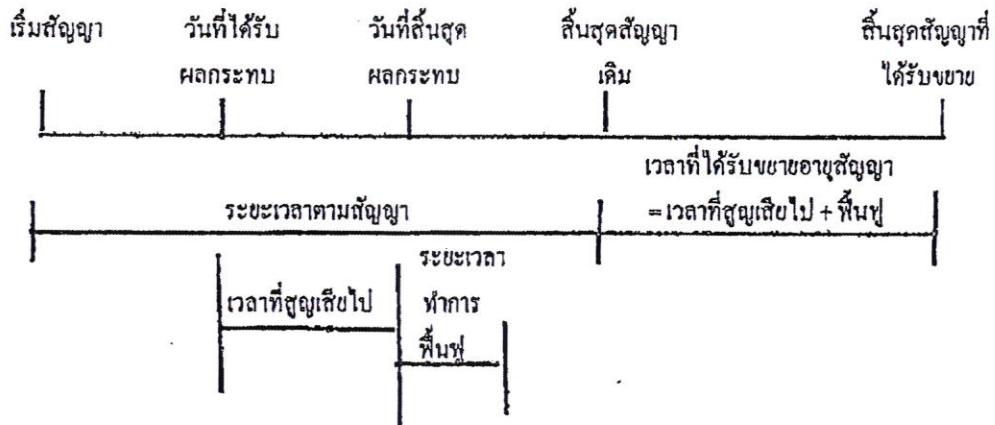 เริ่มสัญญา วันที่ได้รับ วันที่สิ้นสุด สิ้นสุดสัญญา สิ้นสุดสัญญาที่
ผลกระทบ ผลกระทบ เดิม ได้รับขยาย
เวลาที่ได้รับขยายอายุสัญญา
ระยะเวลาตามสัญญา = เวลาที่สูญเสียไป + ฟื้นฟู
ระยะเวลา
เวลาที่สูญเสียไป ทำการ
ฟื้นฟู